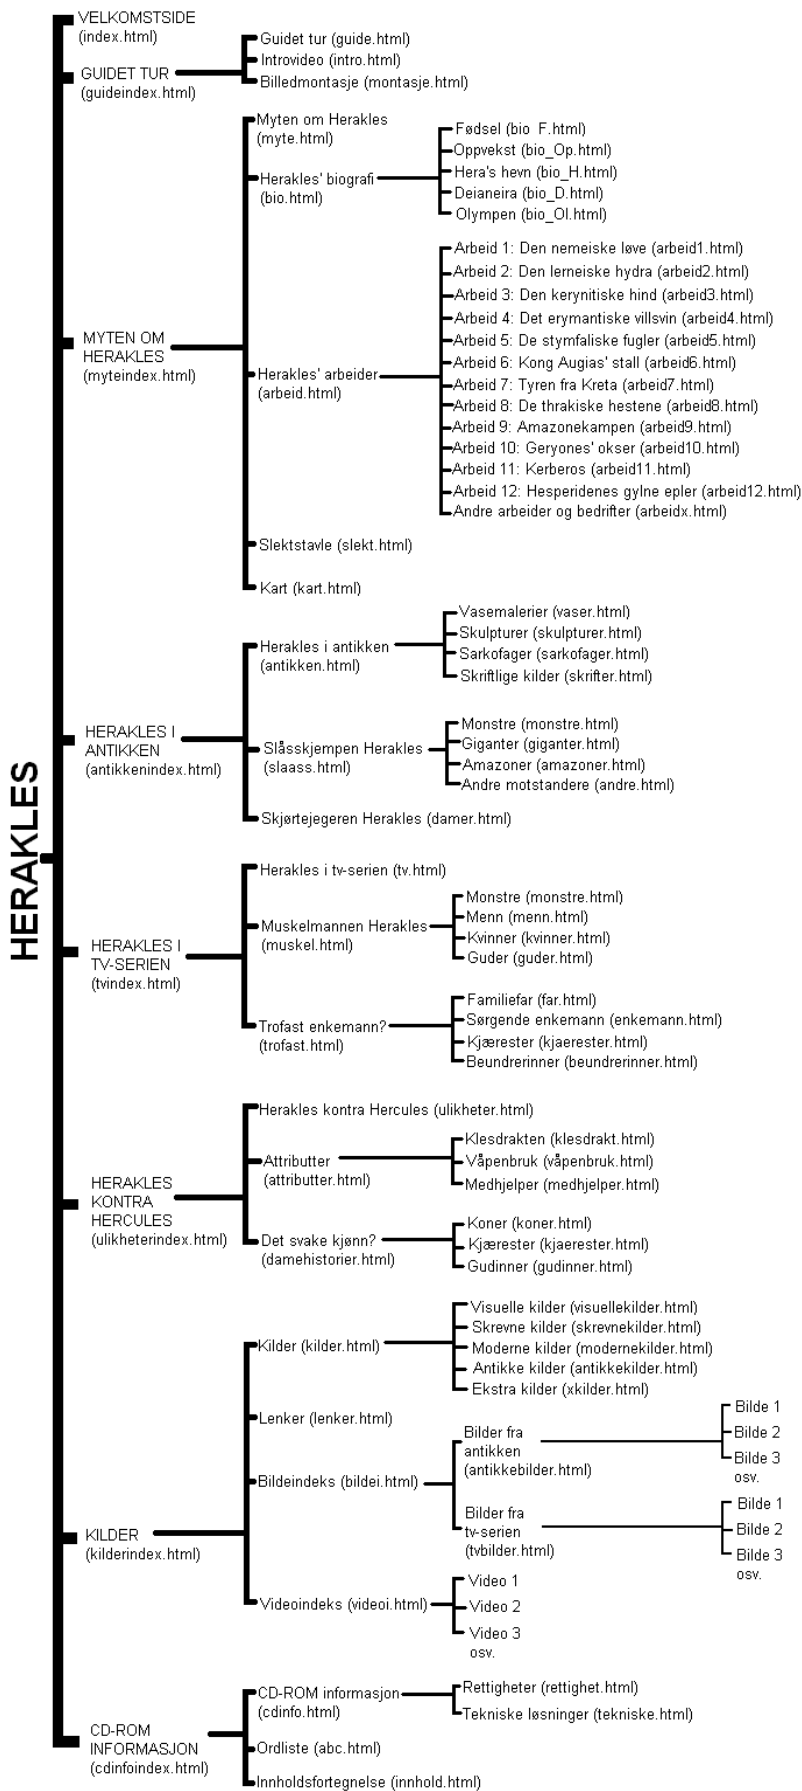 HERAKLES
VELKOMSTSIDE
(index.html)
GUIDET TUR
(guideindex.html)
Guidet tur (guide.html)
Introvideo (intro.html)
Billedmontasje (montasje.html)
MYTEN OM
HERAKLES
(myteindex.html)
Myten om Herakles
(myte.html)
Herakles' biografi
(bio.html)
Fødsel (bio_F.html)
Oppvekst (bio_Op.html)
Hera's hevn (bio_H.html)
Deianeira (bio_D.html)
Olympen (bio_Ol.html)
Herakles' arbeider
(arbeid.html)
Arbeid 1: Den nemeiske løve (arbeid1.html)
Arbeid 2: Den lerneiske hydra (arbeid2.html)
Arbeid 3: Den kerynitiske hind (arbeid3.html)
Arbeid 4: Det erymantiske villsvin (arbeid4.html)
Arbeid 5: De stymfaliske fugler (arbeid5.html)
Arbeid 6: Kong Augias' stall (arbeid6.html)
Arbeid 7: Tyren fra Kreta (arbeid7.html)
Arbeid 8: De thrakiske hestene (arbeid8.html)
Arbeid 9: Amazonekampen (arbeid9.html)
Arbeid 10: Geryones' okser (arbeid10.html)
Arbeid 11: Kerberos (arbeid11.html)
Arbeid 12: Hesperidenes gylne epler (arbeid12.html)
Andre arbeider og bedrifter (arbeidx.html)
Slektstavle (slekt.html)
Kart (kart.html)
HERAKLES I
ANTIKKEN
(antikkenindex.html)
Herakles i antikken
(antikken.html)
Vasemalerier (vaser.html)
Skulpturer (skulpturer.html)
Sarkofager (sarkofager.html)
Skriftlige kilder (skrifter.html)
Slåsskjempen Herakles
(slaass.html)
Monstre (monstre.html)
Giganter (giganter.html)
Amazoner (amazoner.html)
Andre motstandere (andre.html)
Skjørtejegeren Herakles (damer.html)
HERAKLES I
TV-SERIEN
(tvindex.html)
Herakles i tv-serien (tv.html)
Muskelmannen Herakles
(muskel.html)
Monstre (monstre.html)
Menn (menn.html)
Kvinner (kvinner.html)
Guder (guder.html)
Trofast enkemann?
(trofast.html)
Familiefar (far.html)
Sørgende enkemann (enkemann.html)
Kjærester (kjaerester.html)
Beundrerinner (beundrerinner.html)
HERAKLES
KONTRA
HERCULES
(ulikheterindex.html)
Herakles kontra Hercules (ulikheter.html)
Attributter
(attributter.html)
Klesdrakten (klesdrakt.html)
Våpenbruk (våpenbruk.html)
Medhjelper (medhjelper.html)
Det svake kjønn?
(damehistorier.html)
Koner (koner.html)
Kjærester (kjaerester.html)
Gudinner (gudinner.html)
KILDER
(kilderindex.html)
Kilder (kilder.html)
Visuelle kilder (visuellekilder.html)
Skrevne kilder (skrevnekilder.html)
Moderne kilder (modernekilder.html)
Antikke kilder (antikkekilder.html)
Ekstra kilder (xkilder.html)
Lenker (lenker.html)
Bildeindeks (bildei.html)
Bilder fra
antikken
(antikkebilder.html)
Bilde 1
Bilde 2
Bilde 3
osv.
Bilder fra
tv-serien
(tvbilder.html)
Bilde 1
Bilde 2
Bilde 3
osv.
Videoindeks (videoi.html)
Video 1
Video 2
Video 3
osv.
CD-ROM
INFORMASJON
(cdinfoindex.html)
CD-ROM informasjon
(cdinfo.html)
Rettigheter (rettighet.html)
Tekniske løsninger (tekniske.html)
Ordliste (abc.html)
Innholdsfortegnelse (innhold.html)